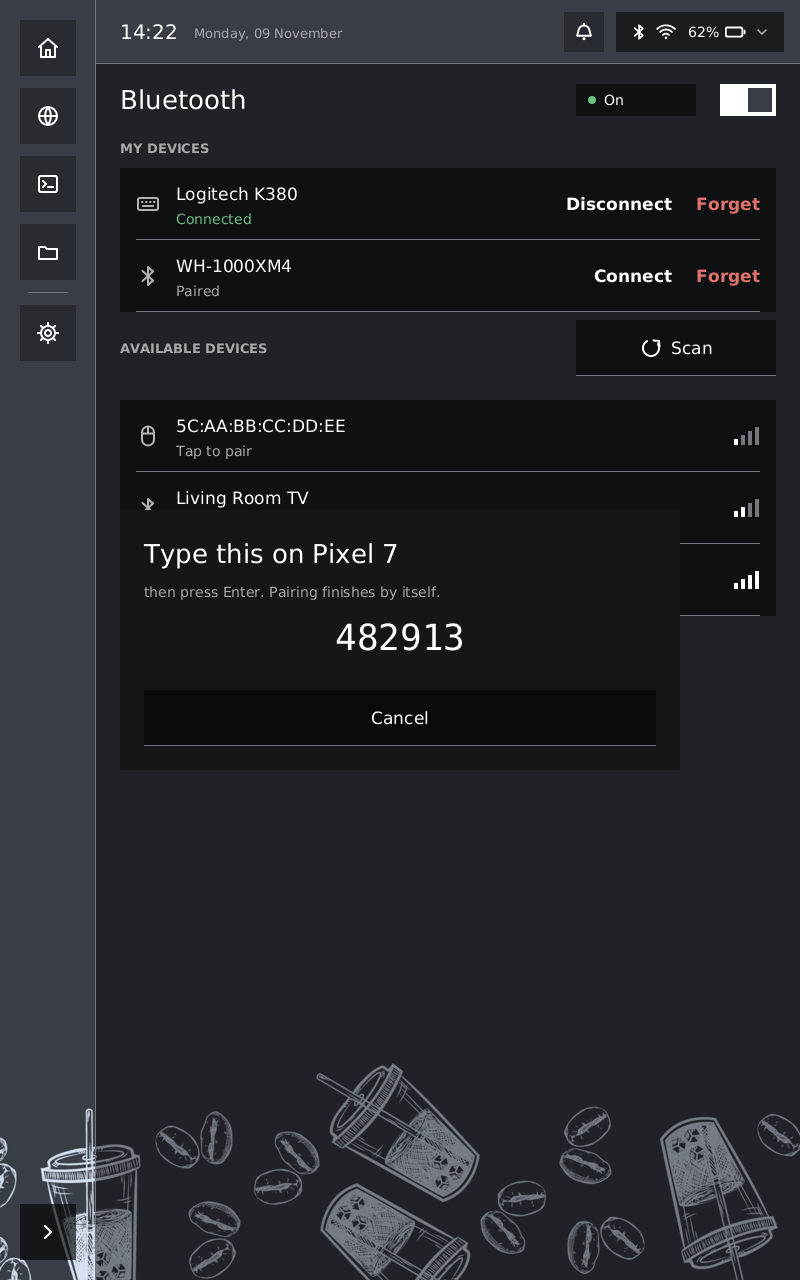 14:22 Monday, 09 November
62%
Bluetooth
On
MY DEVICES
Logitech K380
Connected
Disconnect
Forget
WH-1000XM4
Paired
Connect
Forget
AVAILABLE DEVICES
Scan
5C:AA:BB:CC:DD:EE
Tap to pair
Living Room TV
Type this on Pixel 7
then press Enter. Pairing finishes by itself.
482913
Cancel